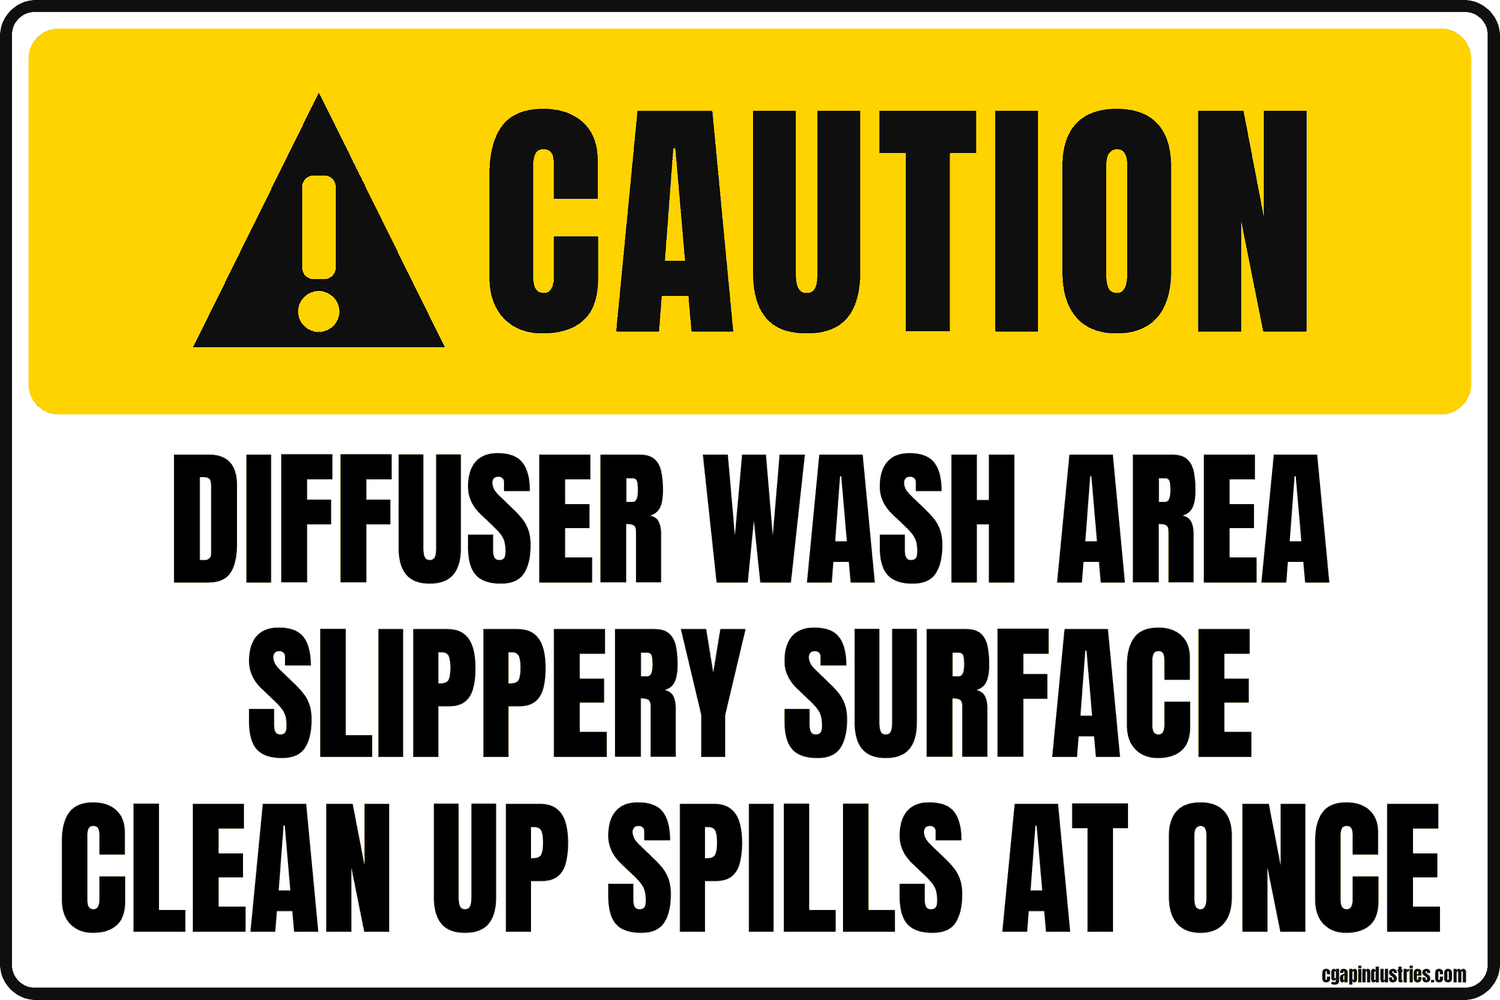 CAUTION
DIFFUSER WASH AREA
SLIPPERY SURFACE
CLEAN UP SPILLS AT ONCE
cgapindustries.com